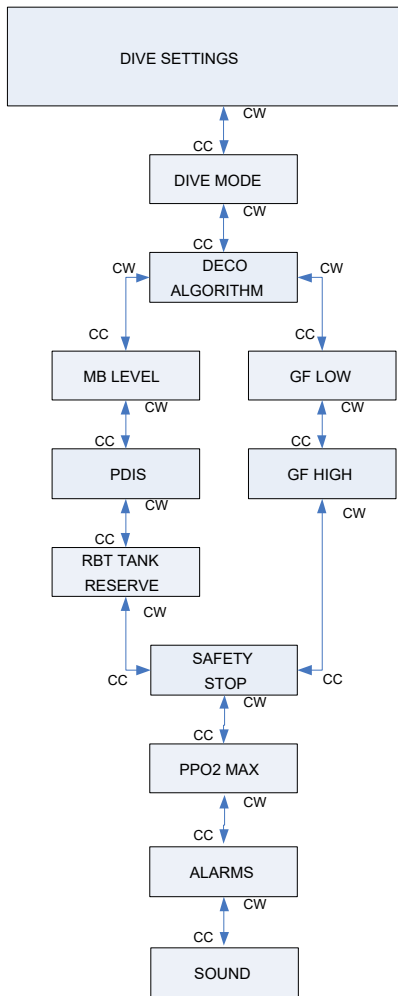 DIVE SETTINGS
CW
CC
DIVE MODE
CW
CC
DECO
ALGORITHM
CW
CW
CC
CC
MB LEVEL
GF LOW
CW
CW
CC
CC
PDIS
GF HIGH
CW
CW
CC
RBT TANK
RESERVE
CW
SAFETY
STOP
CC
CC
CW
CC
PPO2 MAX
CW
CC
ALARMS
CW
CC
SOUND